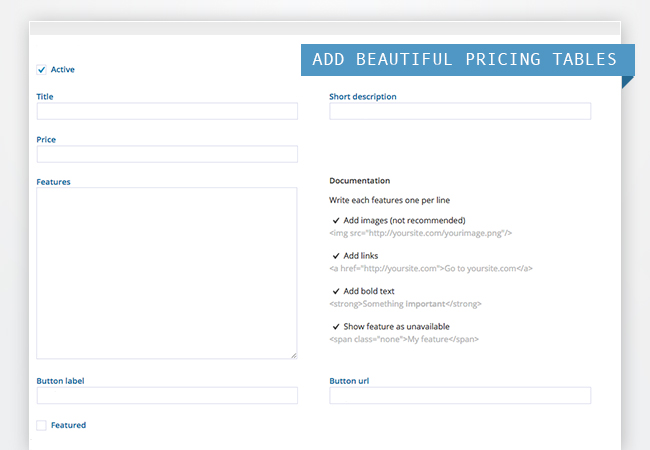 ADD BEAUTIFUL PRICING TABLES
Active
Title
Short description
Price
Features
Documentation
Write each features one per line
Add images (not recommended)
<img src="http://yoursite.com/yourimage.png"/>
Add links
<a href="http://yoursite.com">Go to yoursite.com</a>
Add bold text
<strong>Something Important</strong>
Show feature as unavailable
<span class="none">My feature</span>
Button label
Button url
Featured